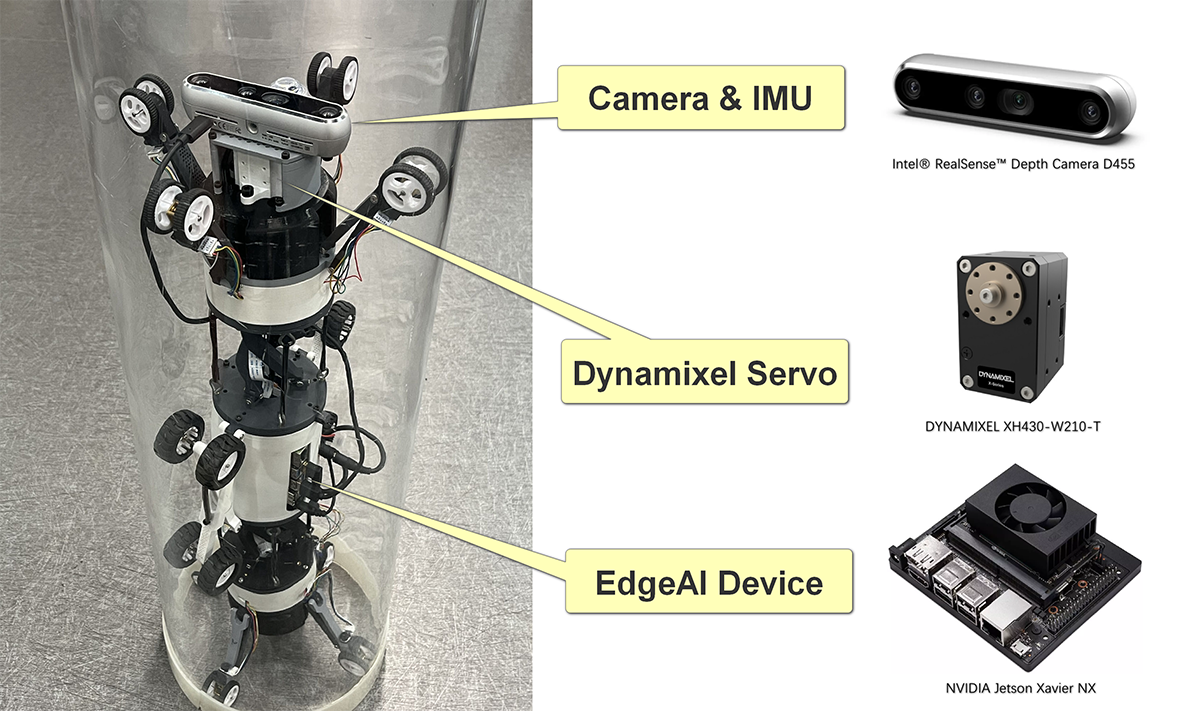 Camera & IMU
Intel® RealSense™ Depth Camera D455
Dynamixel Servo
DYNAMIXEL
X-Series
DYNAMIXEL XH430-W210-T
EdgeAI Device
NVIDIA Jetson Xavier NX